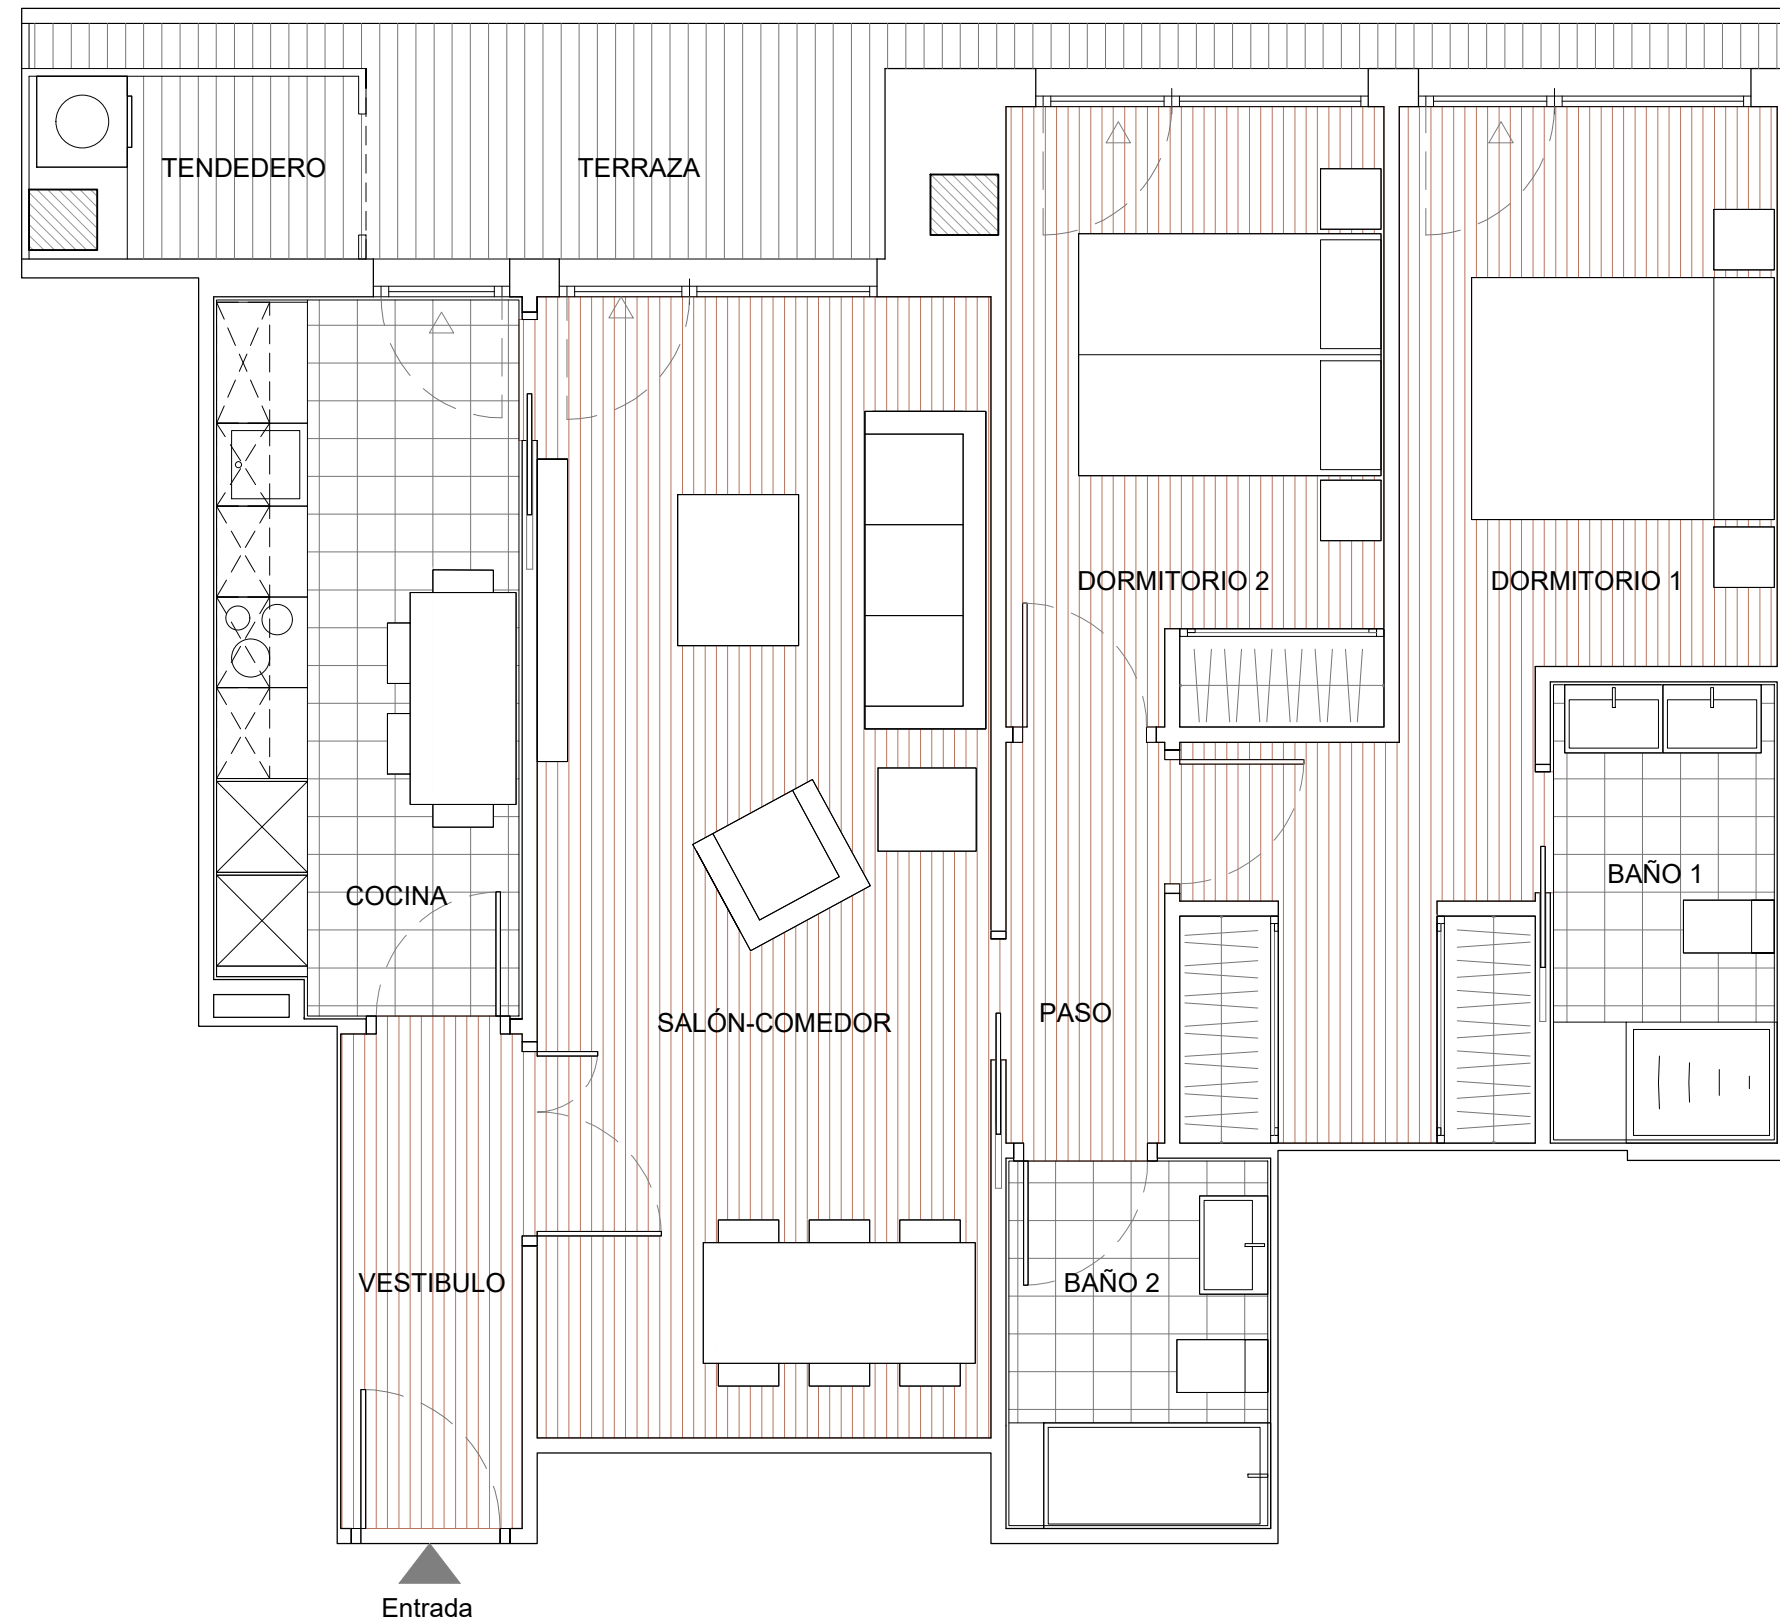 TENDEDERO
TERRAZA
DORMITORIO 2
DORMITORIO 1
COCINA
BAÑO 1
SALÓN-COMEDOR
PASO
VESTIBULO
BAÑO 2
Entrada